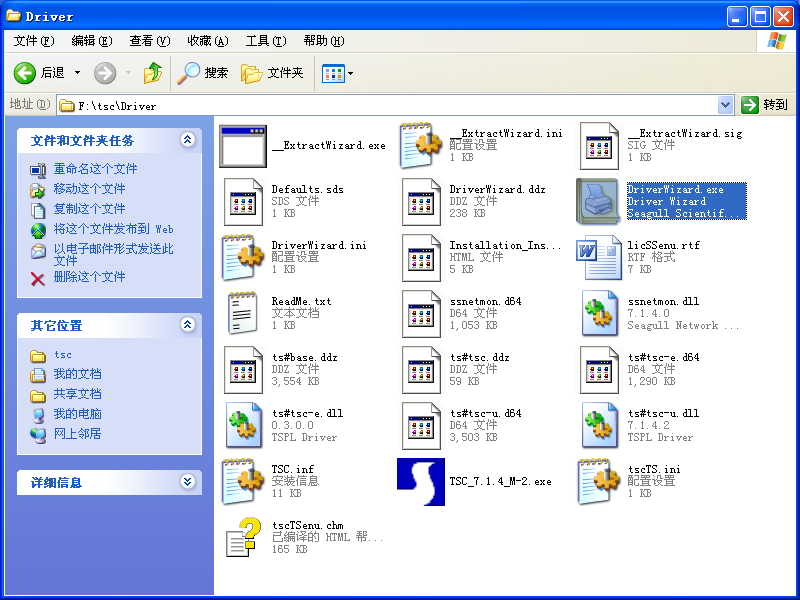 Driver
文件(F) 编辑(E) 查看(V) 收藏(A) 工具(T) 帮助(H)
后退 搜索 文件夹
地址(D) F:\tsc\Driver 转到
文件和文件夹任务
重命名这个文件
移动这个文件
复制这个文件
将这个文件发布到 Web
以电子邮件形式发送此
文件
删除这个文件
其它位置
tsc
我的文档
共享文档
我的电脑
网上邻居
详细信息
__ExtractWizard.exe
__ExtractWizard.ini
配置设置
1 KB
__ExtractWizard.sig
SIG 文件
1 KB
Defaults.sds
SDS 文件
1 KB
DriverWizard.ddz
DDZ 文件
238 KB
DriverWizard.exe
Driver Wizard
Seagull Scientif...
DriverWizard.ini
配置设置
1 KB
Installation_Ins...
HTML 文件
5 KB
licSSenu.rtf
RTF 格式
7 KB
ReadMe.txt
文本文档
1 KB
ssnetmon.d64
D64 文件
1,053 KB
ssnetmon.dll
7.1.4.0
Seagull Network ...
ts#base.ddz
DDZ 文件
3,554 KB
ts#tsc.ddz
DDZ 文件
59 KB
ts#tsc-e.d64
D64 文件
1,290 KB
ts#tsc-e.dll
0.3.0.0
TSPL Driver
ts#tsc-u.d64
D64 文件
3,503 KB
ts#tsc-u.dll
7.1.4.2
TSPL Driver
TSC.inf
安装信息
11 KB
TSC_7.1.4_M-2.exe
tscTS.ini
配置设置
1 KB
tscTSenu.chm
已编译的 HTML 帮...
165 KB